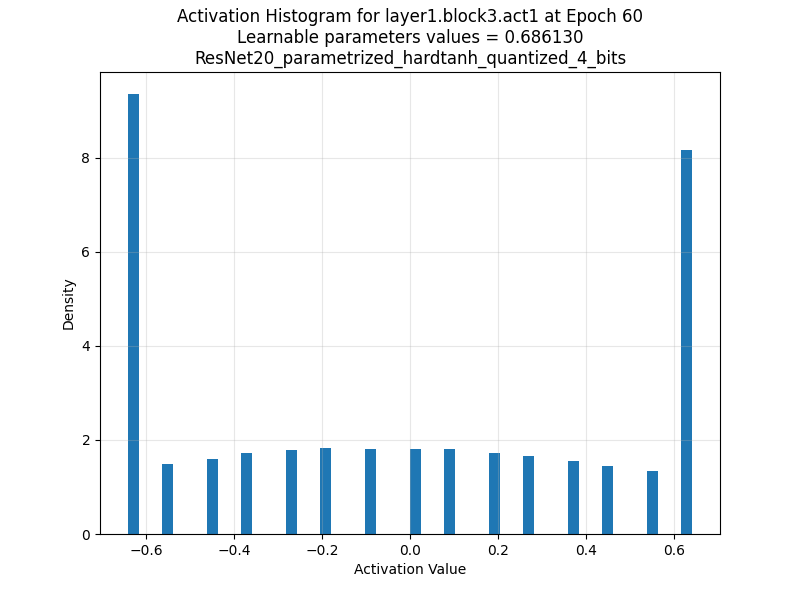 Activation Histogram for layer1.block3.act1 at Epoch 60
Learnable parameters values = 0.686130
ResNet20_parametrized_hardtanh_quantized_4_bits
8
6
4
2
0
Density
−0.6 −0.4 −0.2 0.0 0.2 0.4 0.6
Activation Value